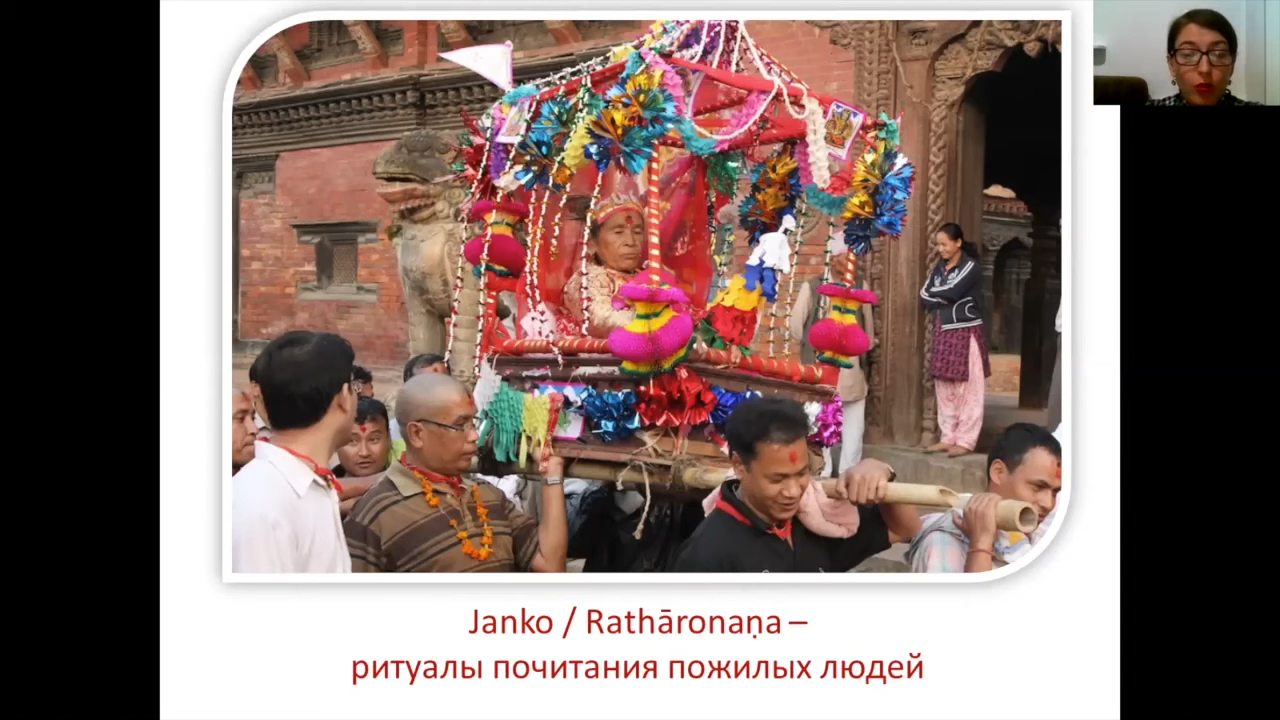 Janko / Rathāronaṇa –
ритуалы почитания пожилых людей